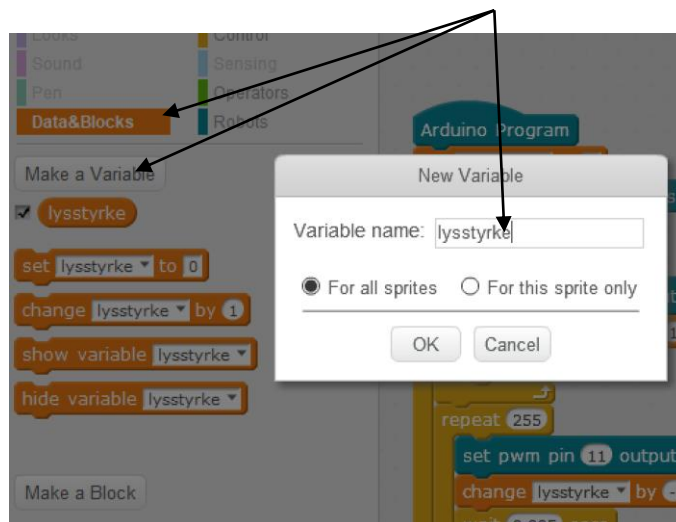 Looks Control
Sound Sensing
Pen Operators
Data&Blocks Robots
Make a Variable
lysstyrke
set lysstyrke to 0
change lysstyrke by 1
show variable lysstyrke
hide variable lysstyrke
Make a Block
Arduino Program
New Variable
Variable name: lysstyrke
For all sprites For this sprite only
OK Cancel
repeat 255
set pwm pin 11 output
change lysstyrke by -